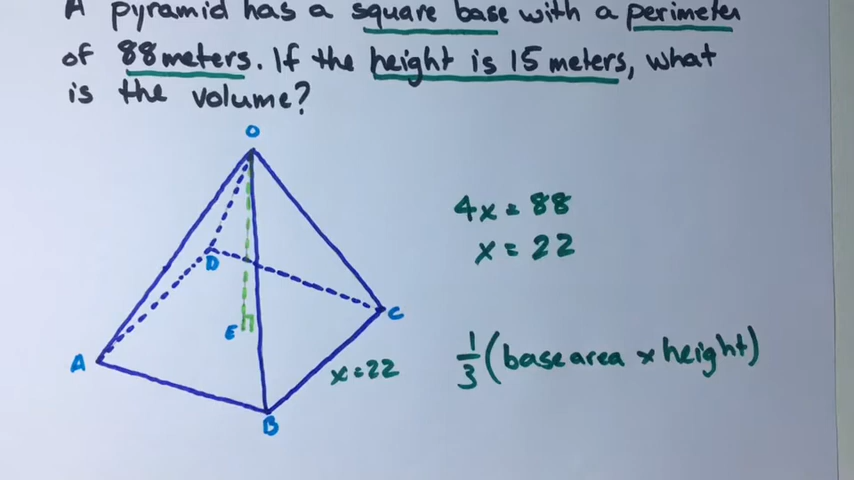 A pyramid has a square base with a perimeter
of 88 meters. If the height is 15 meters, what
is the volume?
O
4x = 88
x = 22
D
C
E
A
x = 22
1/3 (base area x height)
B